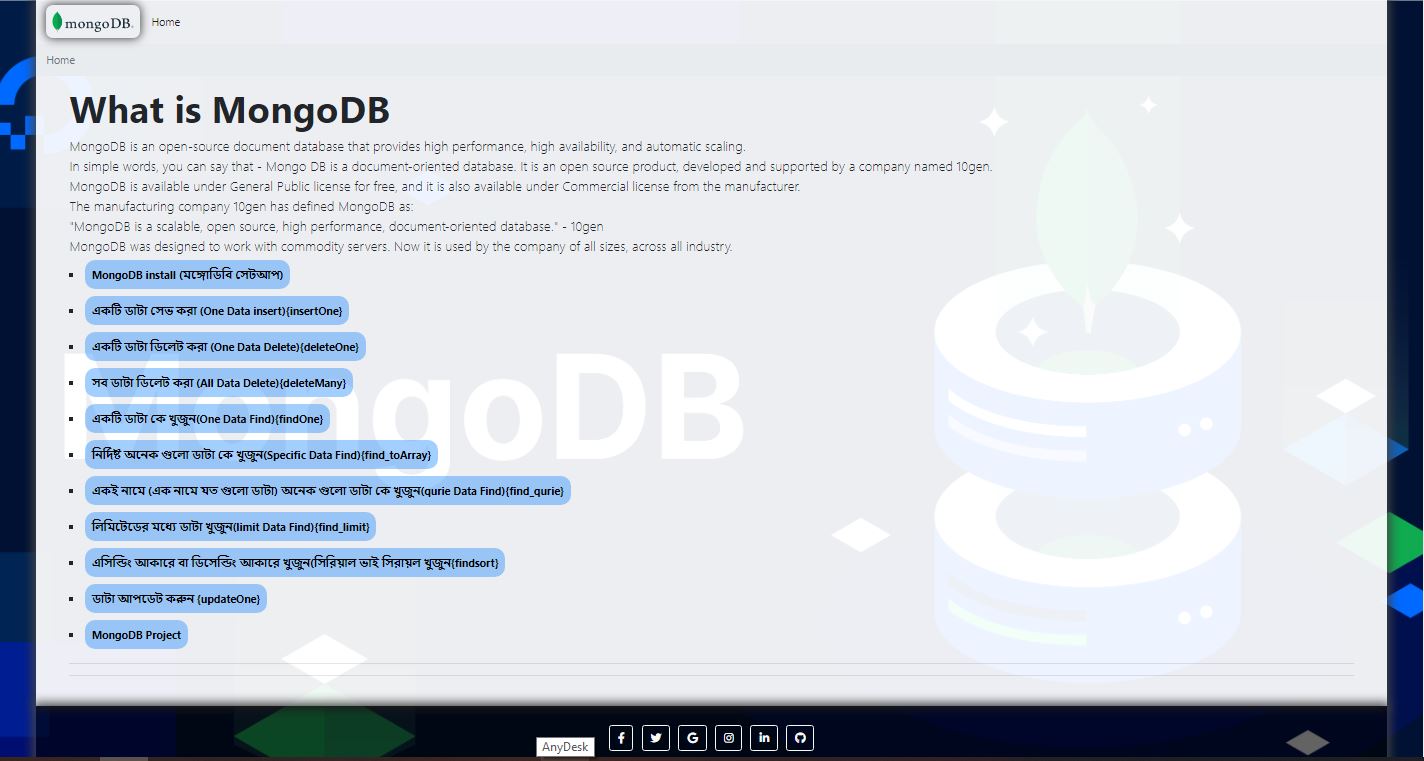 mongoDB. Home
Home
What is MongoDB
MongoDB is an open-source document database that provides high performance, high availability, and automatic scaling.
In simple words, you can say that - Mongo DB is a document-oriented database. It is an open source product, developed and supported by a company named 10gen.
MongoDB is available under General Public license for free, and it is also available under Commercial license from the manufacturer.
The manufacturing company 10gen has defined MongoDB as:
"MongoDB is a scalable, open source, high performance, document-oriented database." - 10gen
MongoDB was designed to work with commodity servers. Now it is used by the company of all sizes, across all industry.
MongoDB install (মঙ্গোডিবি সেটআপ)
একটি ডাটা সেভ করা (One Data insert){insertOne}
একটি ডাটা ডিলেট করা (One Data Delete){deleteOne}
সব ডাটা ডিলেট করা (All Data Delete){deleteMany}
একটি ডাটা কে খুজুন(One Data Find){findOne}
নির্দিষ্ট অনেক গুলো ডাটা কে খুজুন(Specific Data Find){find_toArray}
একই নামে (এক নামে যত গুলো ডাটা) অনেক গুলো ডাটা কে খুজুন(qurie Data Find){find_qurie}
লিমিটেডের মধ্যে ডাটা খুজুন(limit Data Find){find_limit}
এসিন্ডিং আকারে বা ডিসেন্ডিং আকারে খুজুন(সিরিয়াল ভাই সিরায়ল খুজুন{findsort}
ডাটা আপডেট করুন {updateOne}
MongoDB Project
MongoDB
AnyDesk